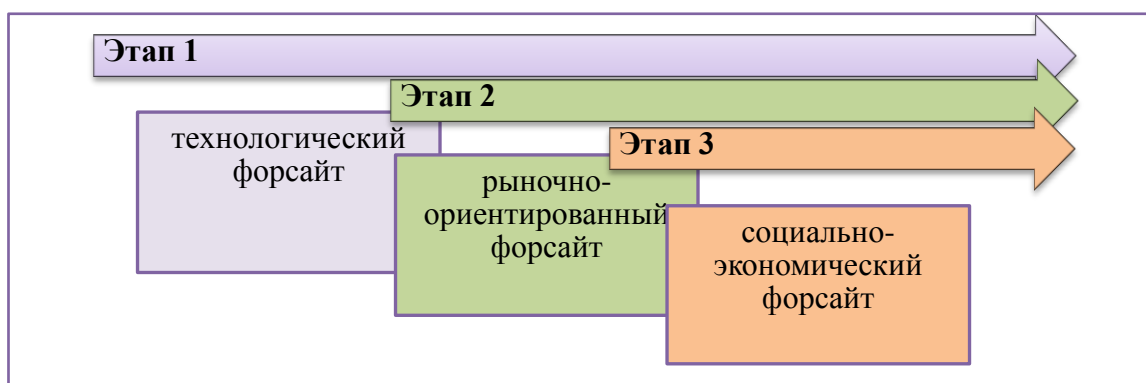 Этап 1
Этап 2
технологический
форсайт
Этап 3
рыночно-
ориентированный
форсайт
социально-
экономический
форсайт